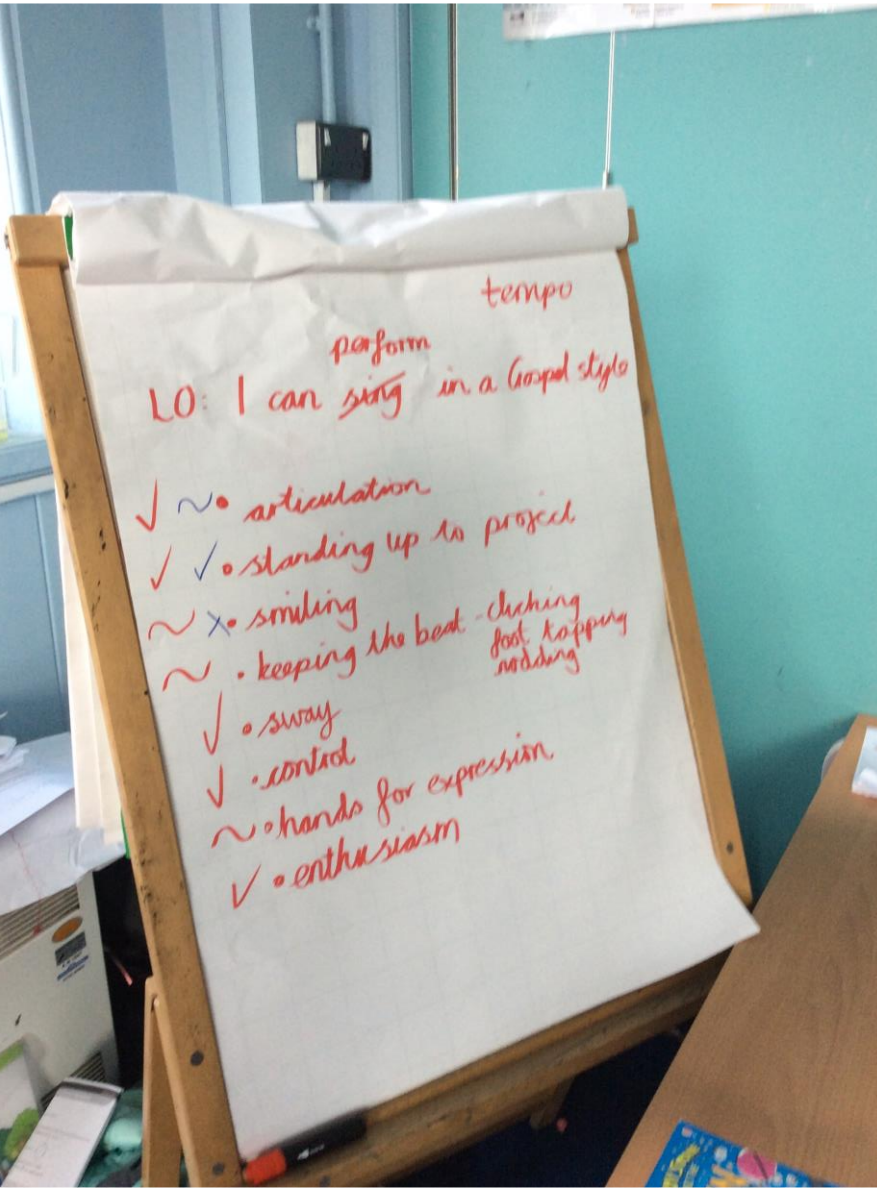 tempo
perform
LO: I can sing in a Gospel style
✓ ~ • articulation
✓ ✓ • standing up to project
~ x • smiling
~ • keeping the beat - clicking
foot tapping
nodding
✓ • sway
✓ • control
~ • hands for expression
✓ • enthusiasm